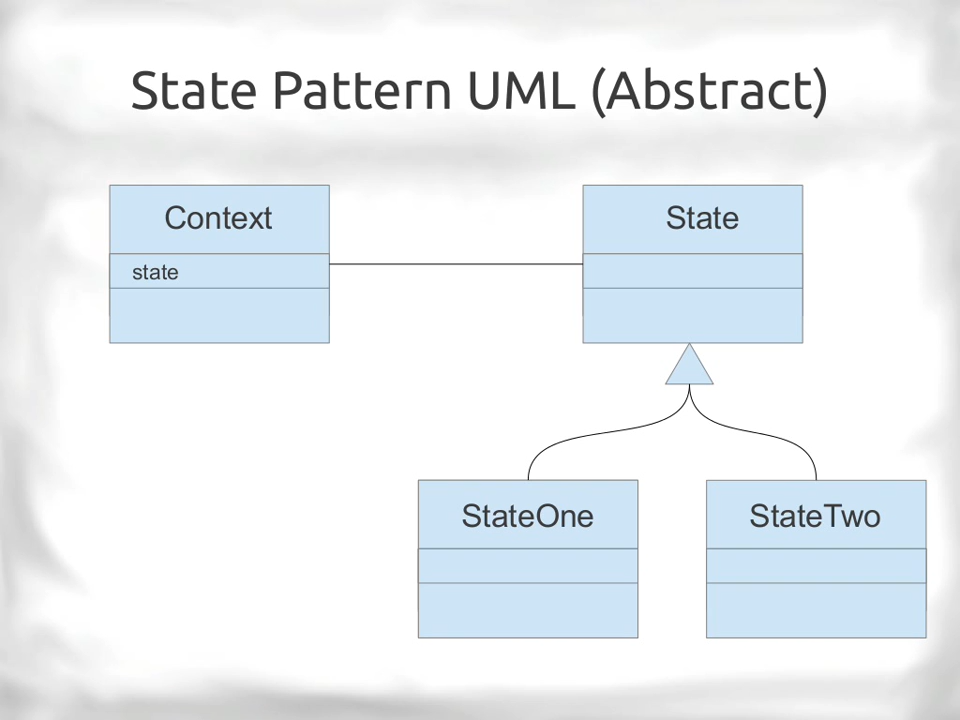 State Pattern UML (Abstract)
Context
state
State
StateOne
StateTwo